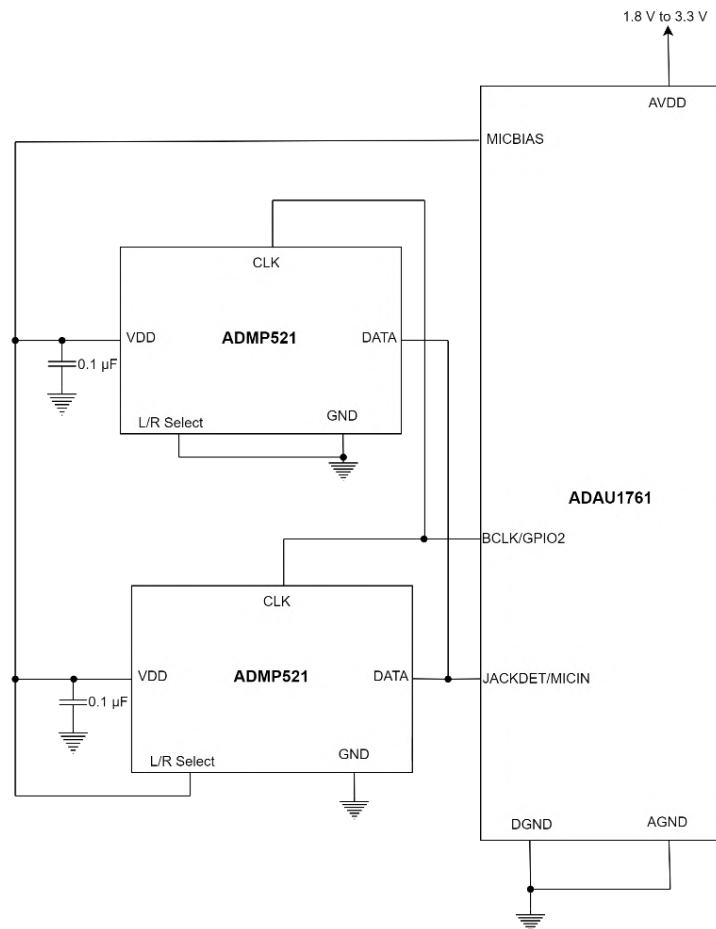 1.8 V to 3.3 V
AVDD
MICBIAS
CLK
VDD
ADMP521
DATA
0.1 µF
L/R Select
GND
ADAU1761
BCLK/GPIO2
CLK
VDD
ADMP521
DATA
JACKDET/MICIN
0.1 µF
L/R Select
GND
DGND
AGND